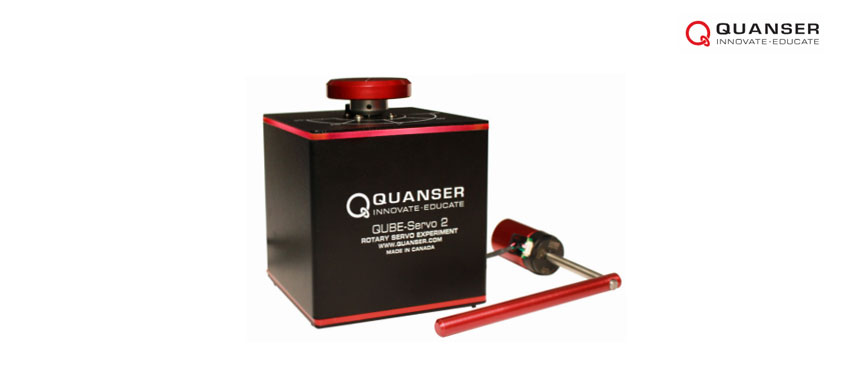 QUANSER
INNOVATE·EDUCATE
QUANSER
INNOVATE·EDUCATE
QUBE-Servo 2
ROTARY SERVO EXPERIMENT
WWW.QUANSER.COM
MADE IN CANADA